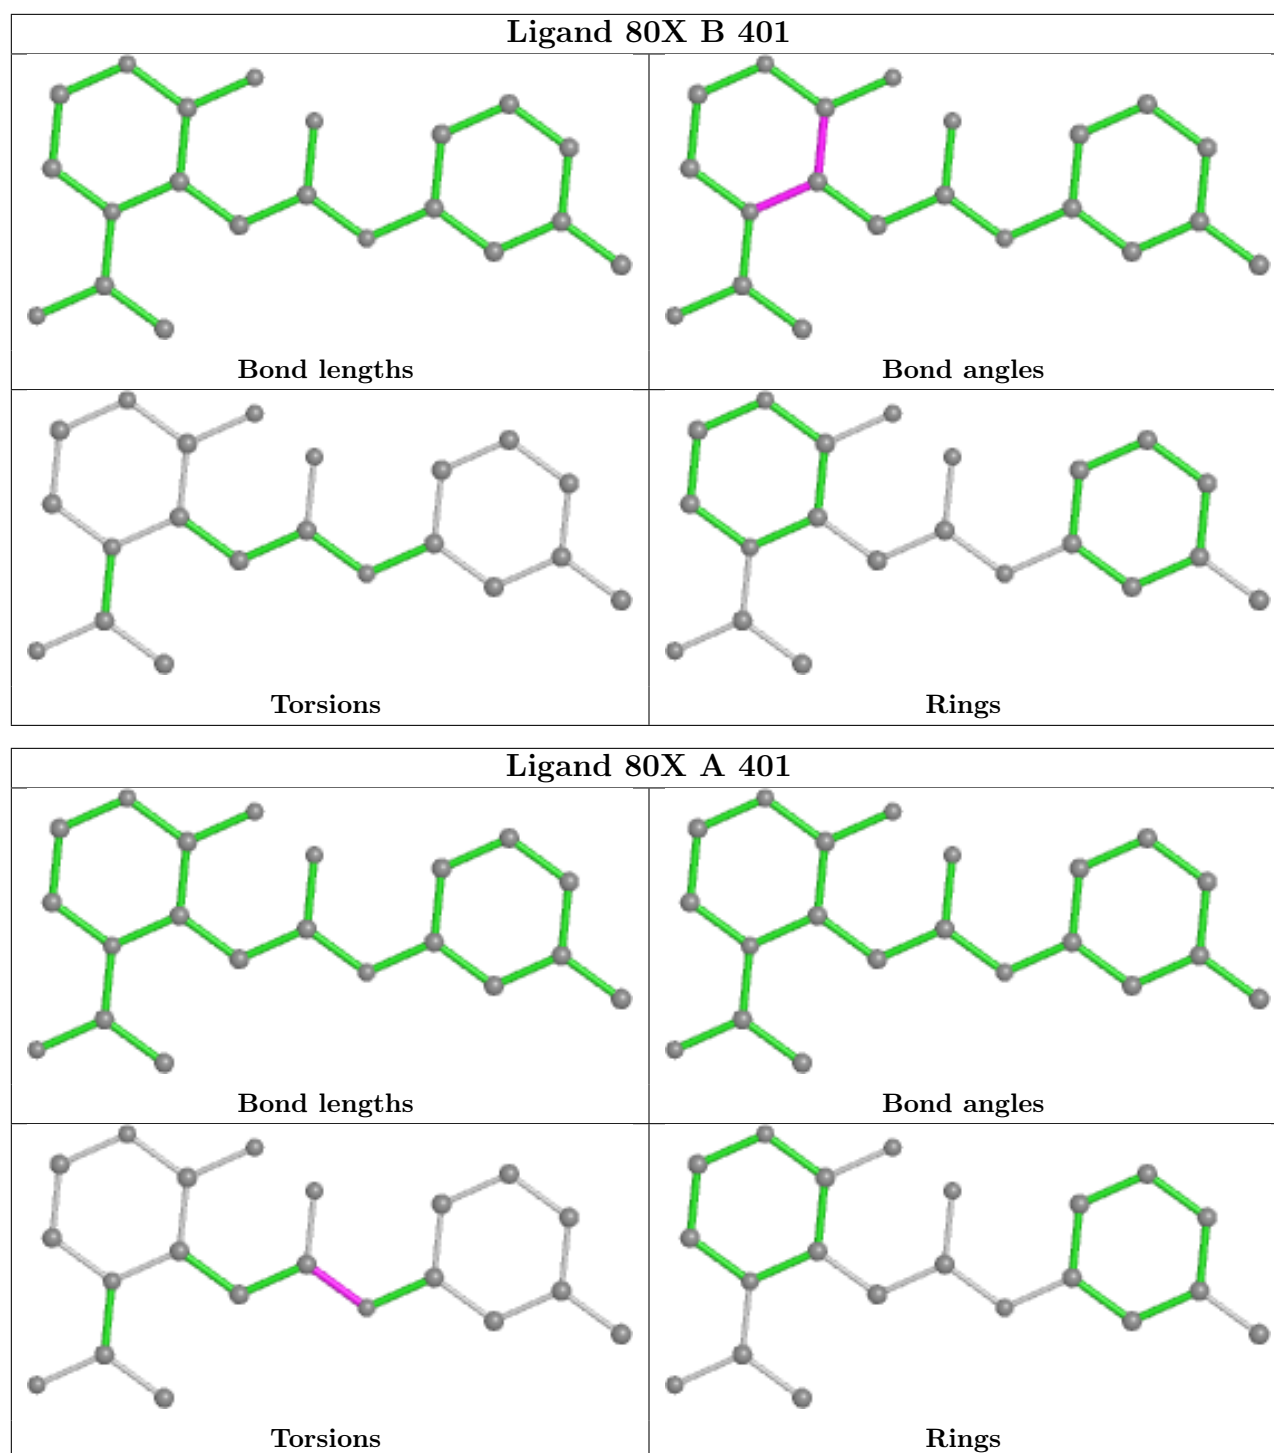 Ligand 80X B 401
Bond lengths
Bond angles
Torsions
Rings
Ligand 80X A 401
Bond lengths
Bond angles
Torsions
Rings